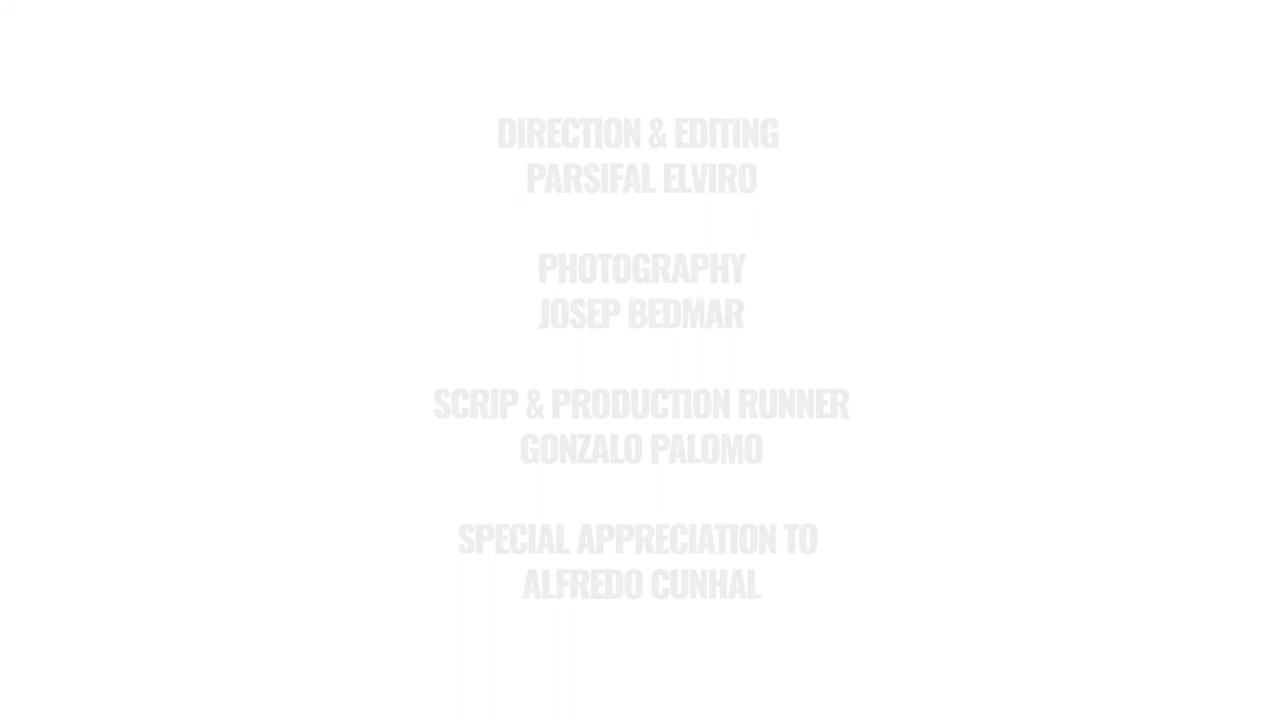 DIRECTION & EDITING
PARSIFAL ELVIRO
PHOTOGRAPHY
JOSEP BEDMAR
SCRIP & PRODUCTION RUNNER
GONZALO PALOMO
SPECIAL APPRECIATION TO
ALFREDO CUNHAL